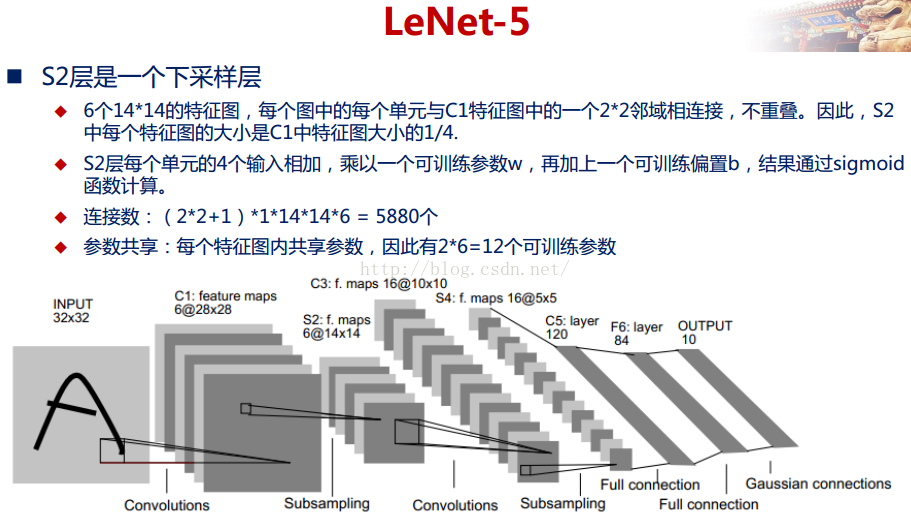 LeNet-5
S2层是一个下采样层
6个14*14的特征图，每个图中的每个单元与C1特征图中的一个2*2邻域相连接，不重叠。因此，S2
中每个特征图的大小是C1中特征图大小的1/4.
S2层每个单元的4个输入相加，乘以一个可训练参数w，再加上一个可训练偏置b，结果通过sigmoid
函数计算。
连接数：（2*2+1）*1*14*14*6 = 5880个
参数共享：每个特征图内共享参数，因此有2*6=12个可训练参数
http://blog.csdn.net/
INPUT
32x32
C1: feature maps
6@28x28
S2: f. maps
6@14x14
C3: f. maps 16@10x10
S4: f. maps 16@5x5
C5: layer
120
F6: layer
84
OUTPUT
10
Convolutions
Subsampling
Convolutions
Subsampling
Full connection
Full connection
Gaussian connections